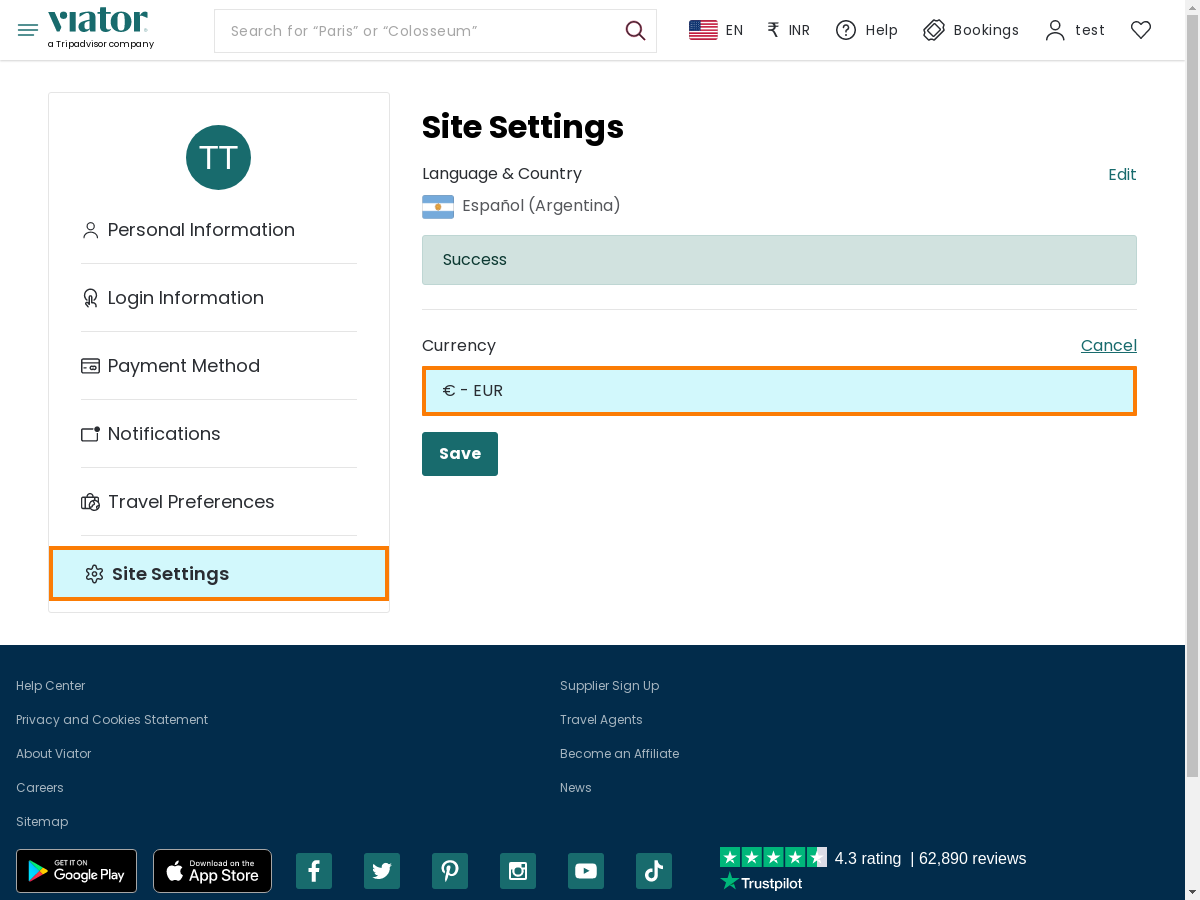 viator
a Tripadvisor company
Search for “Paris” or “Colosseum”
EN
₹ INR
Help
Bookings
test
TT
Personal Information
Login Information
Payment Method
Notifications
Travel Preferences
Site Settings
Site Settings
Language & Country
Edit
Español (Argentina)
Success
Currency
Cancel
€ - EUR
Save
Help Center
Privacy and Cookies Statement
About Viator
Careers
Sitemap
Supplier Sign Up
Travel Agents
Become an Affiliate
News
GET IT ON
Google Play
Download on the
App Store
4.3 rating | 62,890 reviews
Trustpilot